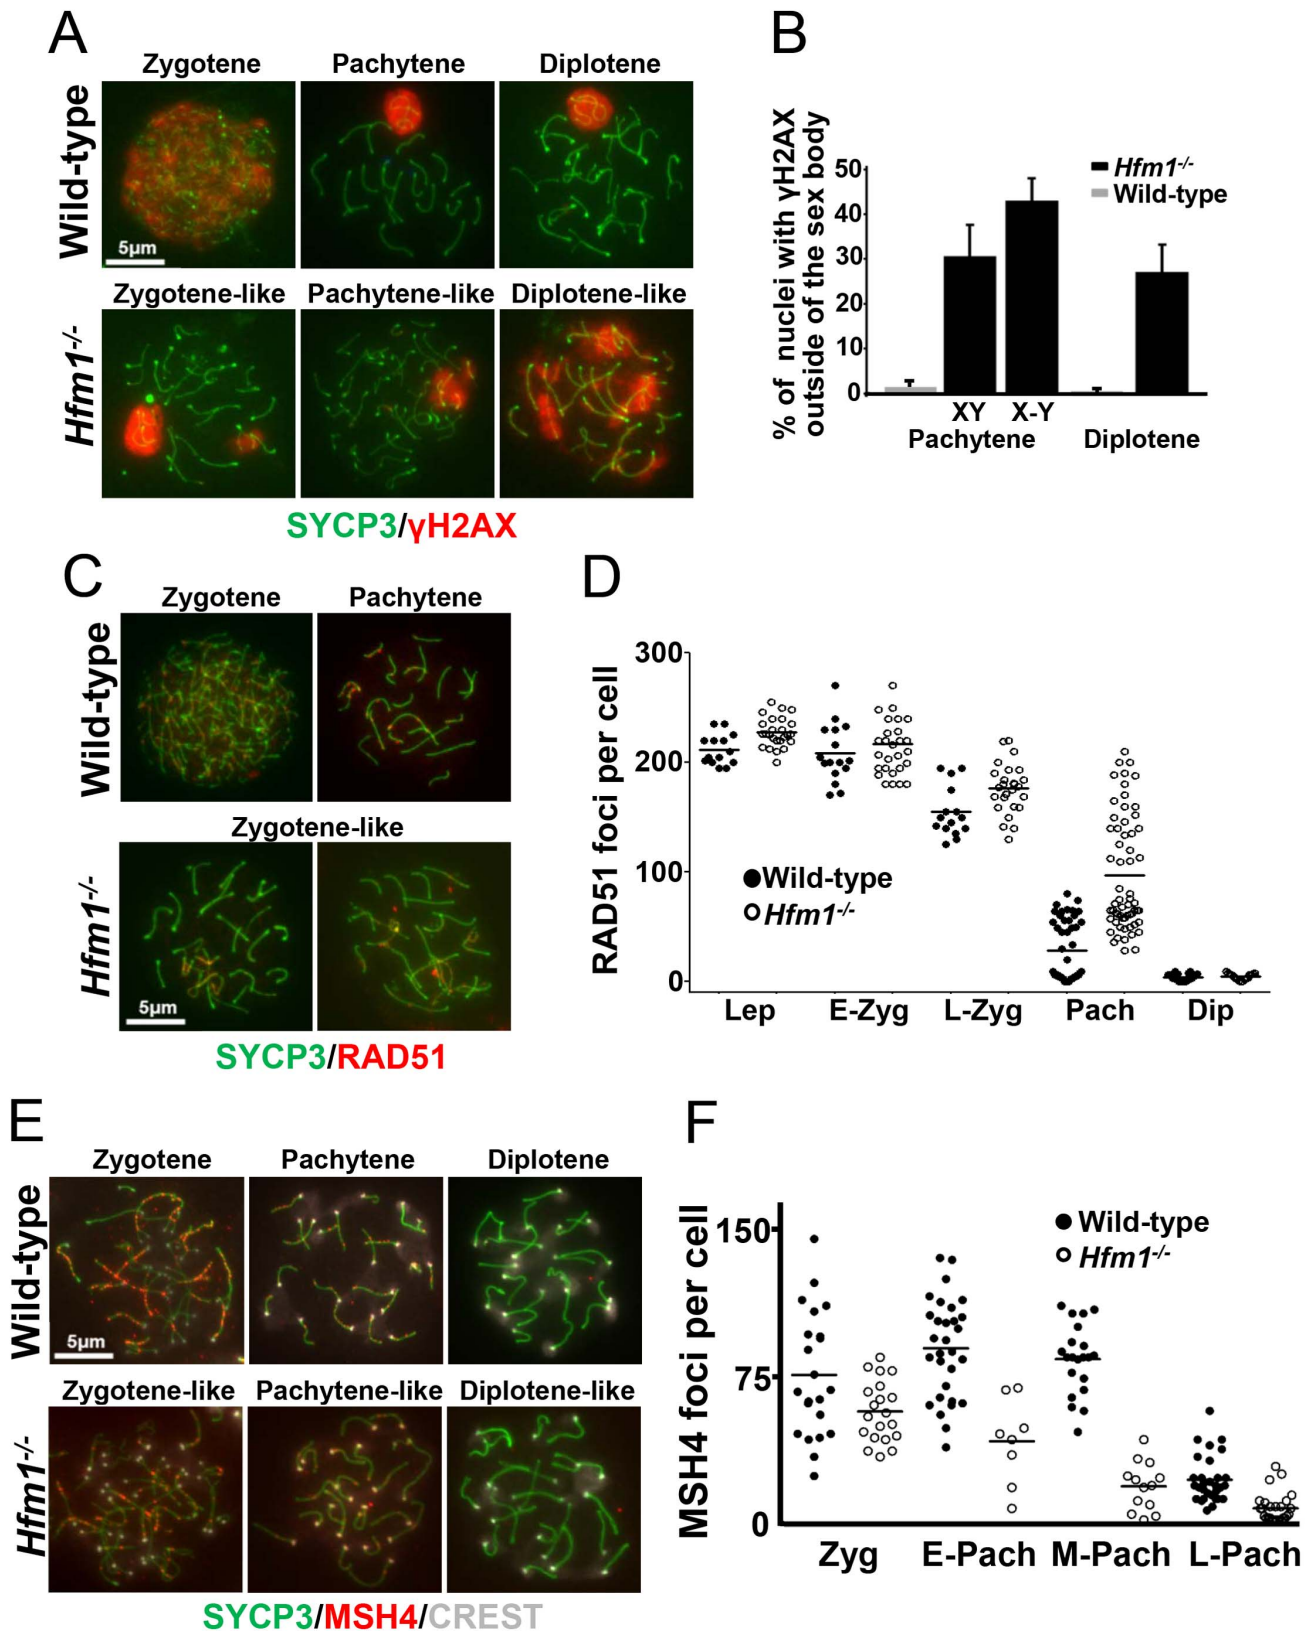 A
Zygotene Pachytene Diplotene
Wild-type
5μm
Zygotene-like Pachytene-like Diplotene-like
Hfm1-/-
SYCP3/γH2AX
B
% of nuclei with γH2AX
outside of the sex body
50
40
30
20
10
0
Hfm1-/-
Wild-type
XY X-Y
Pachytene Diplotene
C
Zygotene Pachytene
Wild-type
Zygotene-like
Hfm1-/-
5μm
SYCP3/RAD51
D
RAD51 foci per cell
300
200
100
0
Wild-type
Hfm1-/-
Lep E-Zyg L-Zyg Pach Dip
E
Zygotene Pachytene Diplotene
Wild-type
5μm
Zygotene-like Pachytene-like Diplotene-like
Hfm1-/-
SYCP3/MSH4/CREST
F
MSH4 foci per cell
150
75
0
Wild-type
Hfm1-/-
Zyg E-Pach M-Pach L-Pach